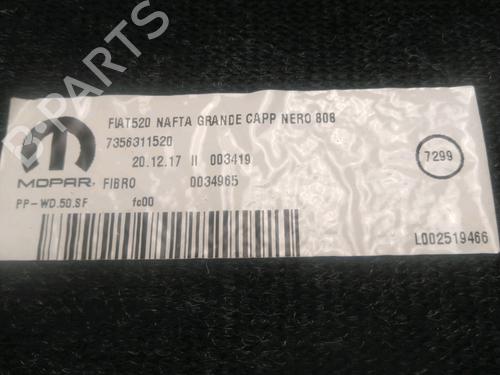 FIAT520 NAFTA GRANDE CAPP NERO 808
7356311520
20.12.17 II 003419
7299
MOPAR. FIBRO 0034965
PP-WD.50.SF fc00
L002519466
B-PARTS